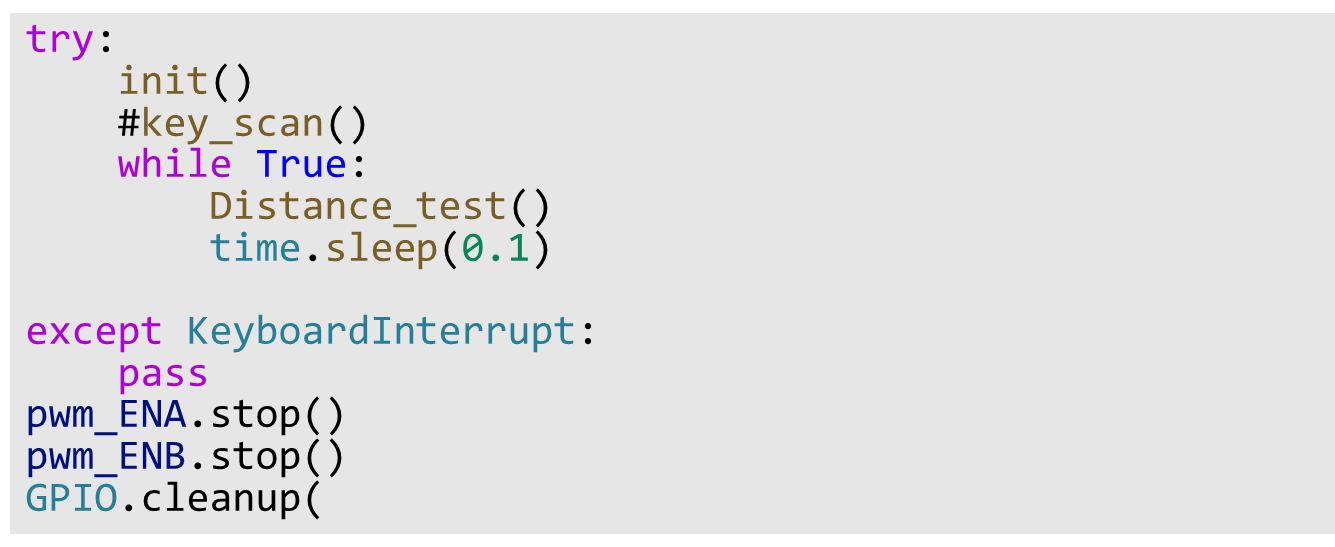 try:
    init()
    #key_scan()
    while True:
        Distance_test()
        time.sleep(0.1)

except KeyboardInterrupt:
    pass
pwm_ENA.stop()
pwm_ENB.stop()
GPIO.cleanup(